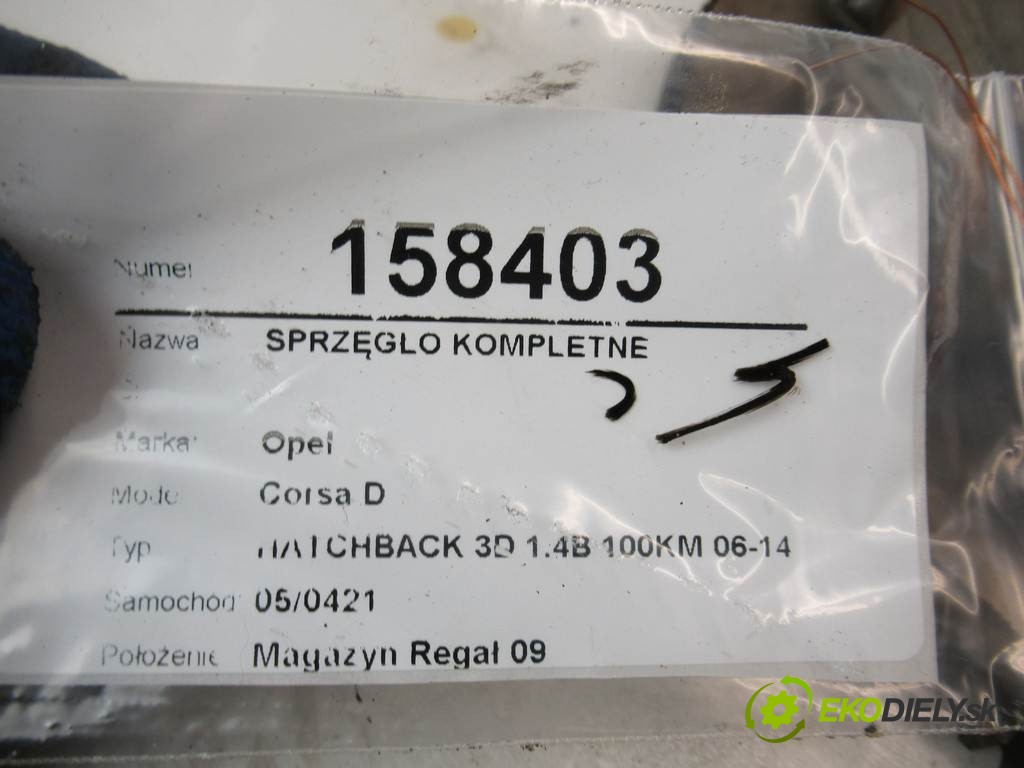 Numer 158403
Nazwa SPRZĘGŁO KOMPLETNE
Marka: Opel
Model Corsa D
Typ HATCHBACK 3D 1.4B 100KM 06-14
Samochód 05/0421
Położenie Magazyn Regał 09
EKODIELY.sk